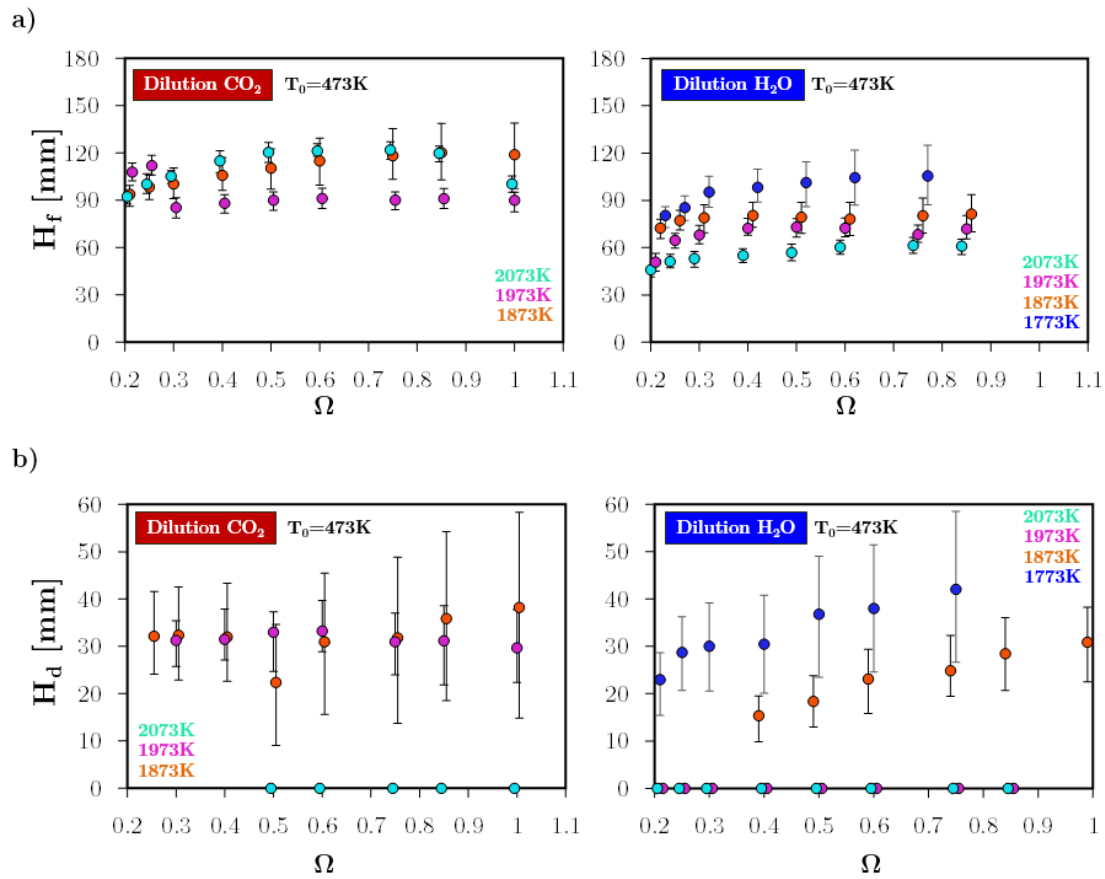 a)
180
150
120
90
60
30
0
H_f [mm]
Dilution CO₂ T₀=473K
2073K
1973K
1873K
0.2 0.3 0.4 0.5 0.6 0.7 0.8 0.9 1 1.1
Ω
180
150
120
90
60
30
0
Dilution H₂O T₀=473K
2073K
1973K
1873K
1773K
0.2 0.3 0.4 0.5 0.6 0.7 0.8 0.9 1 1.1
Ω
b)
60
50
40
30
20
10
0
H_d [mm]
Dilution CO₂ T₀=473K
2073K
1973K
1873K
0.2 0.3 0.4 0.5 0.6 0.7 0.8 0.9 1 1.1
Ω
60
50
40
30
20
10
0
Dilution H₂O T₀=473K
2073K
1973K
1873K
1773K
0.2 0.3 0.4 0.5 0.6 0.7 0.8 0.9 1
Ω